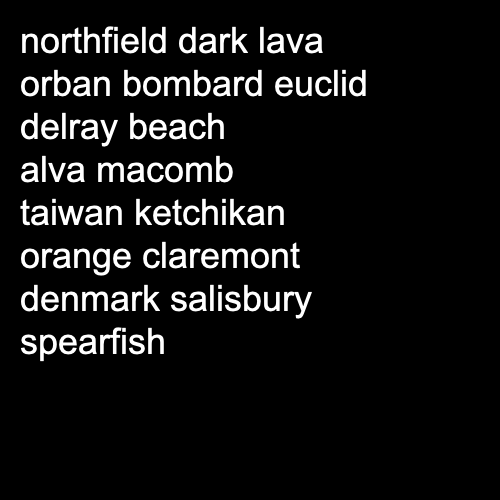 northfield dark lava
orban bombard euclid
delray beach
alva macomb
taiwan ketchikan
orange claremont
denmark salisbury
spearfish